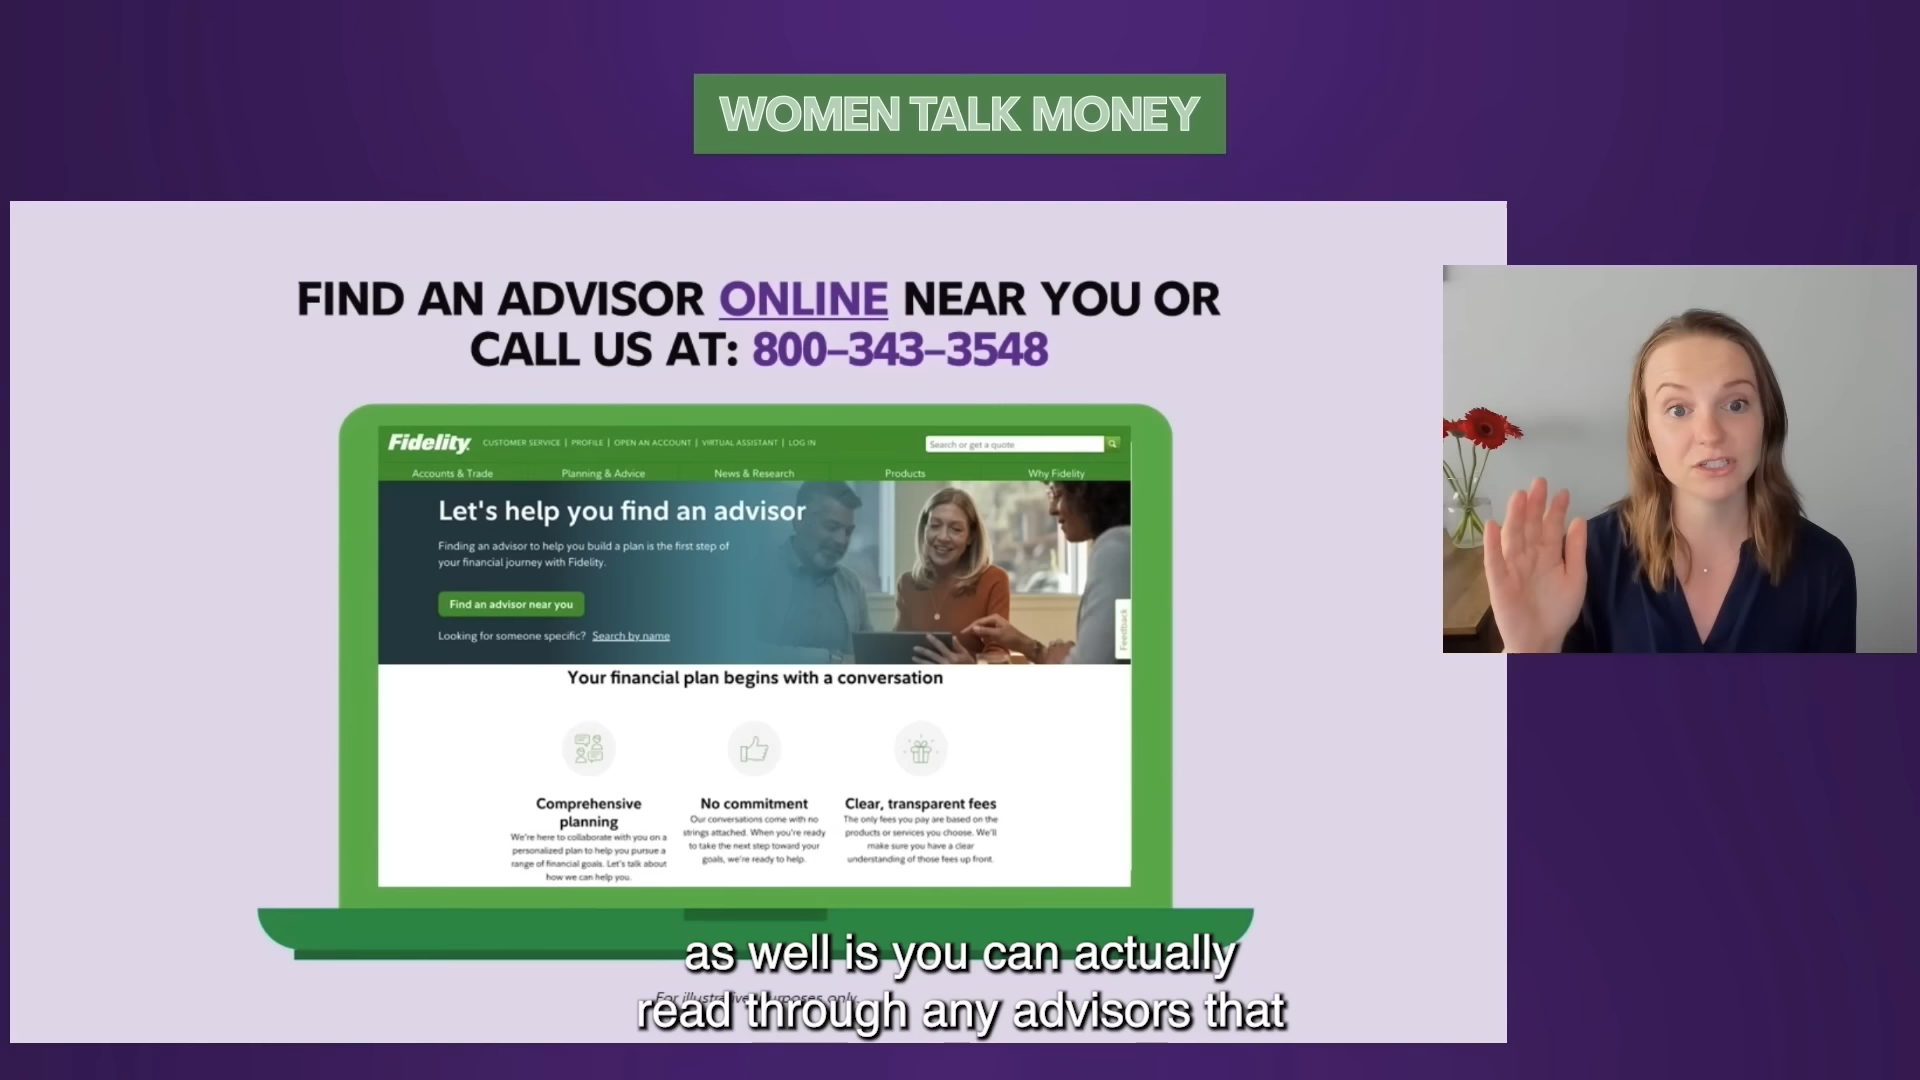 WOMEN TALK MONEY
FIND AN ADVISOR ONLINE NEAR YOU OR
CALL US AT: 800–343–3548
Fidelity
CUSTOMER SERVICE | PROFILE | OPEN AN ACCOUNT | VIRTUAL ASSISTANT | LOG IN
Search or get a quote
Accounts & Trade Planning & Advice News & Research Products Why Fidelity
Let's help you find an advisor
Finding an advisor to help you build a plan is the first step of
your financial journey with Fidelity.
Find an advisor near you
Looking for someone specific? Search by name
Feedback
Your financial plan begins with a conversation
Comprehensive
planning
We're here to collaborate with you on a
personalized plan to help you pursue a
range of financial goals. Let's talk about
how we can help you.
No commitment
Our conversations come with no
strings attached. When you're ready
to take the next step toward your
goals, we're ready to help.
Clear, transparent fees
The only fees you pay are based on the
products or services you choose. We'll
make sure you have a clear
understanding of those fees up front.
For illustrative purposes only.
as well is you can actually
read through any advisors that